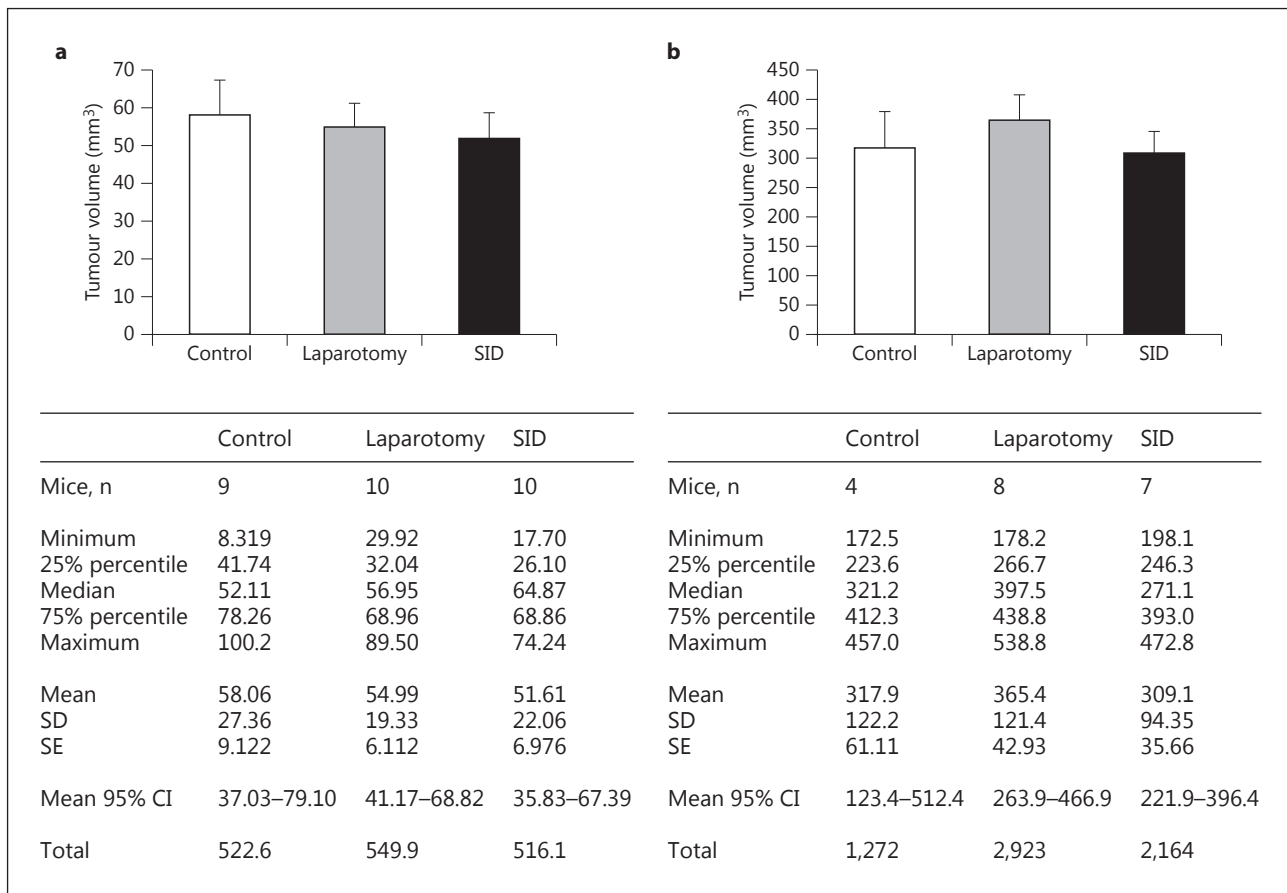 a
70
60
50
40
30
20
10
0
Tumour volume (mm³)
Control Laparotomy SID
b
450
400
350
300
250
200
150
100
50
0
Tumour volume (mm³)
Control Laparotomy SID
Control Laparotomy SID
Mice, n 9 10 10
Minimum 8.319 29.92 17.70
25% percentile 41.74 32.04 26.10
Median 52.11 56.95 64.87
75% percentile 78.26 68.96 68.86
Maximum 100.2 89.50 74.24
Mean 58.06 54.99 51.61
SD 27.36 19.33 22.06
SE 9.122 6.112 6.976
Mean 95% CI 37.03–79.10 41.17–68.82 35.83–67.39
Total 522.6 549.9 516.1
Control Laparotomy SID
Mice, n 4 8 7
Minimum 172.5 178.2 198.1
25% percentile 223.6 266.7 246.3
Median 321.2 397.5 271.1
75% percentile 412.3 438.8 393.0
Maximum 457.0 538.8 472.8
Mean 317.9 365.4 309.1
SD 122.2 121.4 94.35
SE 61.11 42.93 35.66
Mean 95% CI 123.4–512.4 263.9–466.9 221.9–396.4
Total 1,272 2,923 2,164